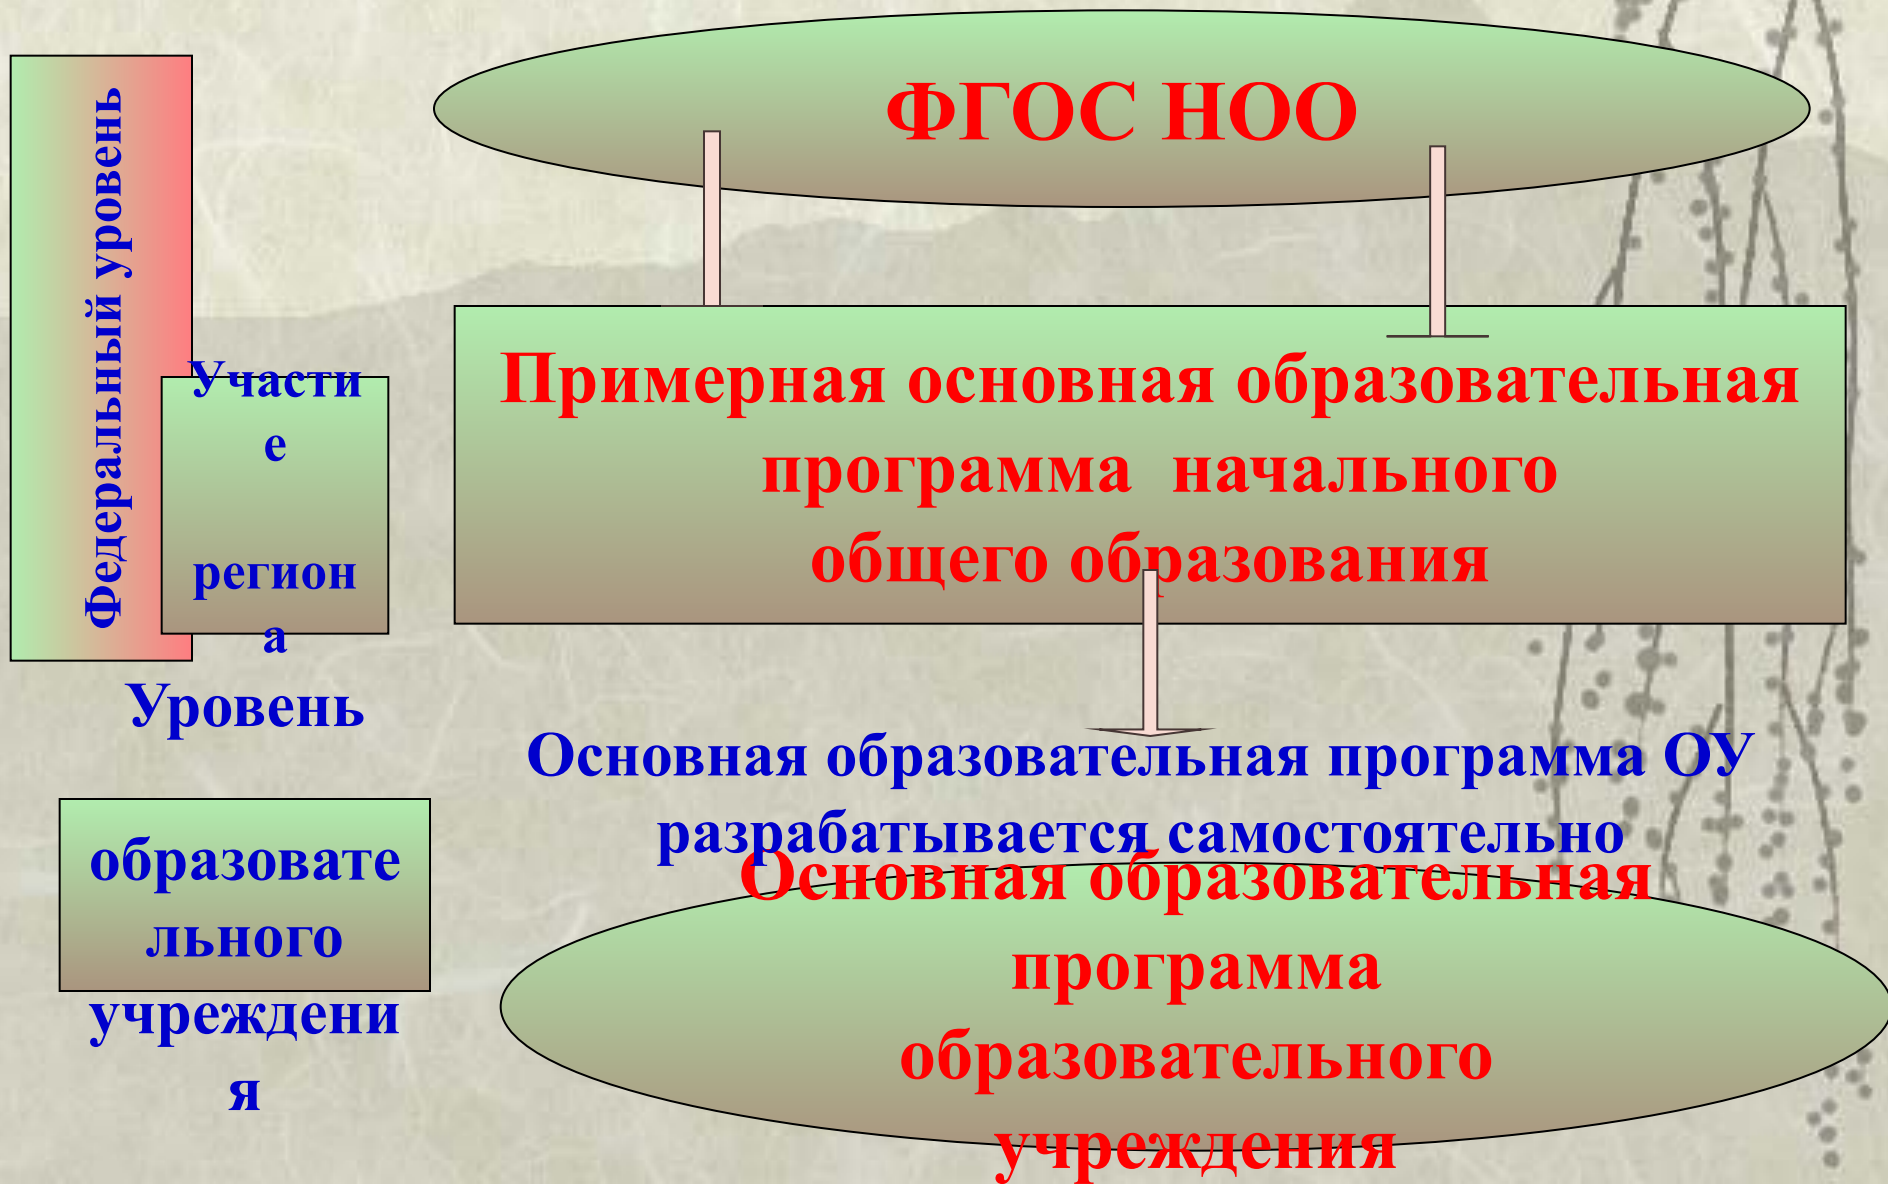 ФГОС НОО
Федеральный уровень
Участи
е
регион
а
Примерная основная образовательная
программа начального
общего образования
Уровень
образовате
льного
учреждени
я
Основная образовательная программа ОУ
разрабатывается самостоятельно
Основная образовательная
программа
образовательного
учреждения